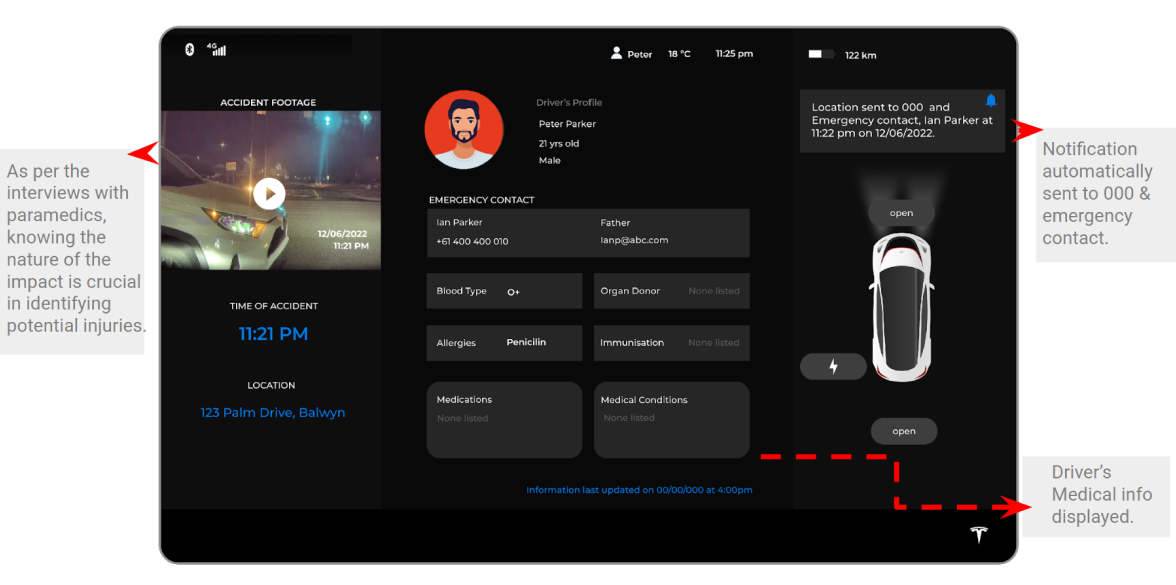 4G
Peter
18 °C
11:25 pm
122 km
ACCIDENT FOOTAGE
12/06/2022
11:21 PM
TIME OF ACCIDENT
11:21 PM
LOCATION
123 Palm Drive, Balwyn
Driver's Profile
Peter Parker
21 yrs old
Male
EMERGENCY CONTACT
Ian Parker
Father
+61 400 400 010
Ianp@abc.com
Blood Type
O+
Organ Donor
None listed
Allergies
Penicilin
Immunisation
None listed
Medications
None listed
Medical Conditions
None listed
Information last updated on 00/00/000 at 4:00pm
Location sent to 000 and
Emergency contact, Ian Parker at
11:22 pm on 12/06/2022.
open
open
As per the
interviews with
paramedics,
knowing the
nature of the
impact is crucial
in identifying
potential injuries.
Notification
automatically
sent to 000 &
emergency
contact.
Driver's
Medical info
displayed.